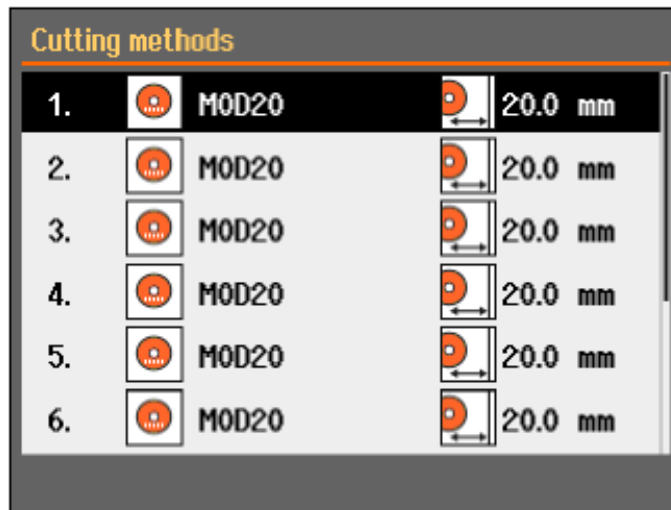 Cutting methods
1. MOD20 20.0 mm
2. MOD20 20.0 mm
3. MOD20 20.0 mm
4. MOD20 20.0 mm
5. MOD20 20.0 mm
6. MOD20 20.0 mm